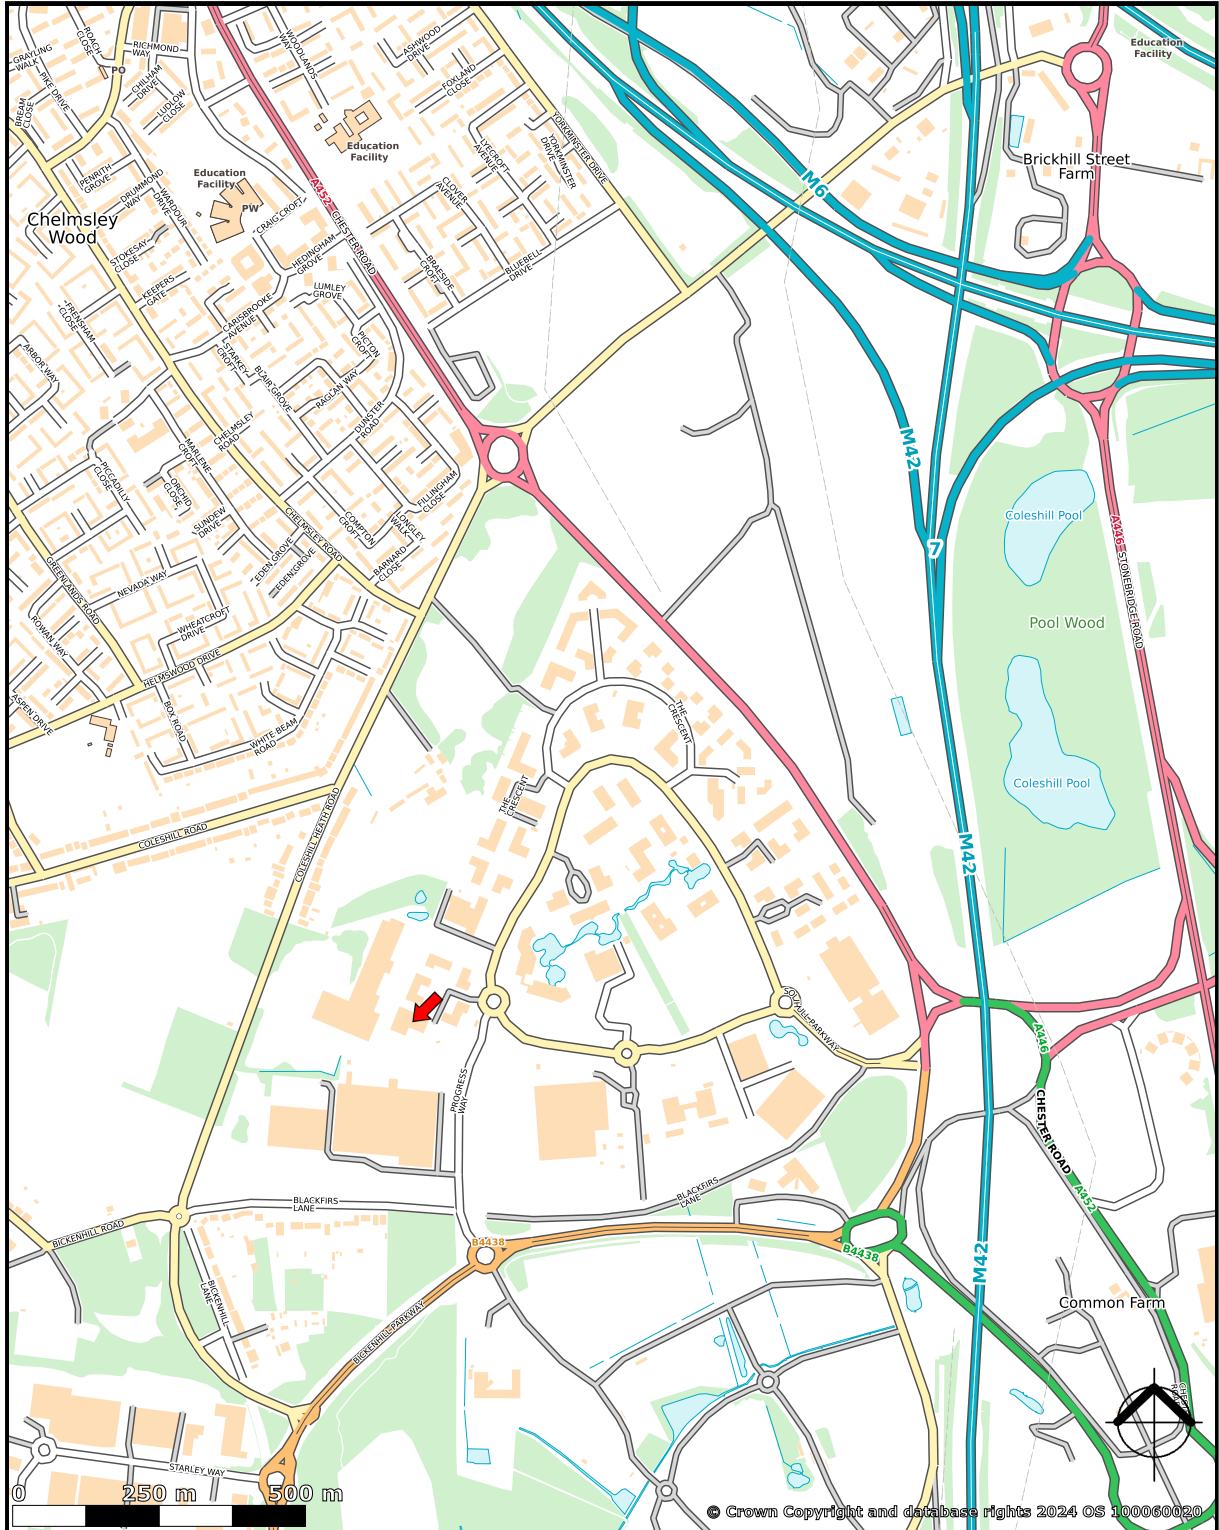 GRAYLING
WALK
ROACH
CLOSE
RICHMOND
WAY
PO
PIKE DRIVE
CHILHAM
DRIVE
LUDLOW
CLOSE
BREAM
CLOSE
WOODLANDS
WAY
ASHWOOD
DRIVE
FOXLAND
CLOSE
Education
Facility
Education
Facility
Education
Facility
PENRITH
GROVE
DRUMMOND
WAY
WARDOUR
DRIVE
PW
CRAIG CROFT
A452
CHESTER ROAD
LYECROFT
AVENUE
YORKMINSTER
DRIVE
YORKMINSTER DRIVE
CLOVER
AVENUE
M6
Brickhill Street
Farm
Chelmsley
Wood
STOKESAY
CLOSE
HEDINGHAM
GROVE
BRAESIDE
CROFT
BLUEBELL
DRIVE
KEEPERS
GATE
LUMLEY
GROVE
FRENSHAM
CLOSE
CARISBROOKE
AVENUE
PICTON
CROFT
ARBOR WAY
STARKEY
CROFT
BLAIR GROVE
RAGLAN WAY
DUNSTER
ROAD
CHELMSLEY
ROAD
MARLENE
CROFT
PICCADILLY
CLOSE
ORCHID
CLOSE
SUNDEW
DRIVE
FILLINGHAM
CLOSE
COMPTON
CROFT
LONGLEY
WALK
CHELMSLEY ROAD
BARNARD
CLOSE
EDEN GROVE
EDEN GROVE
M42
7
Coleshill Pool
A446
STONEBRIDGE ROAD
GREENLANDS ROAD
NEVADA WAY
WHEATCROFT
DRIVE
ROWAN WAY
HELMSWOOD DRIVE
Pool Wood
ASPEN DRIVE
BOX ROAD
WHITE-BEAM
ROAD
THE
CRESCENT
THE
CRESCENT
Coleshill Pool
COLESHILL ROAD
COLESHILL HEATH ROAD
M42
SOLIHULL PARKWAY
A446
PROGRESS
WAY
CHESTER ROAD
A452
BLACKFIRS
LANE
BLACKFIRS
LANE
BICKENHILL ROAD
B4438
B4438
M42
BICKENHILL
LANE
BICKENHILL PARKWAY
Common Farm
CHESTER
ROAD
STARLEY WAY
0
250 m
500 m
© Crown Copyright and database rights 2024 OS 100060020